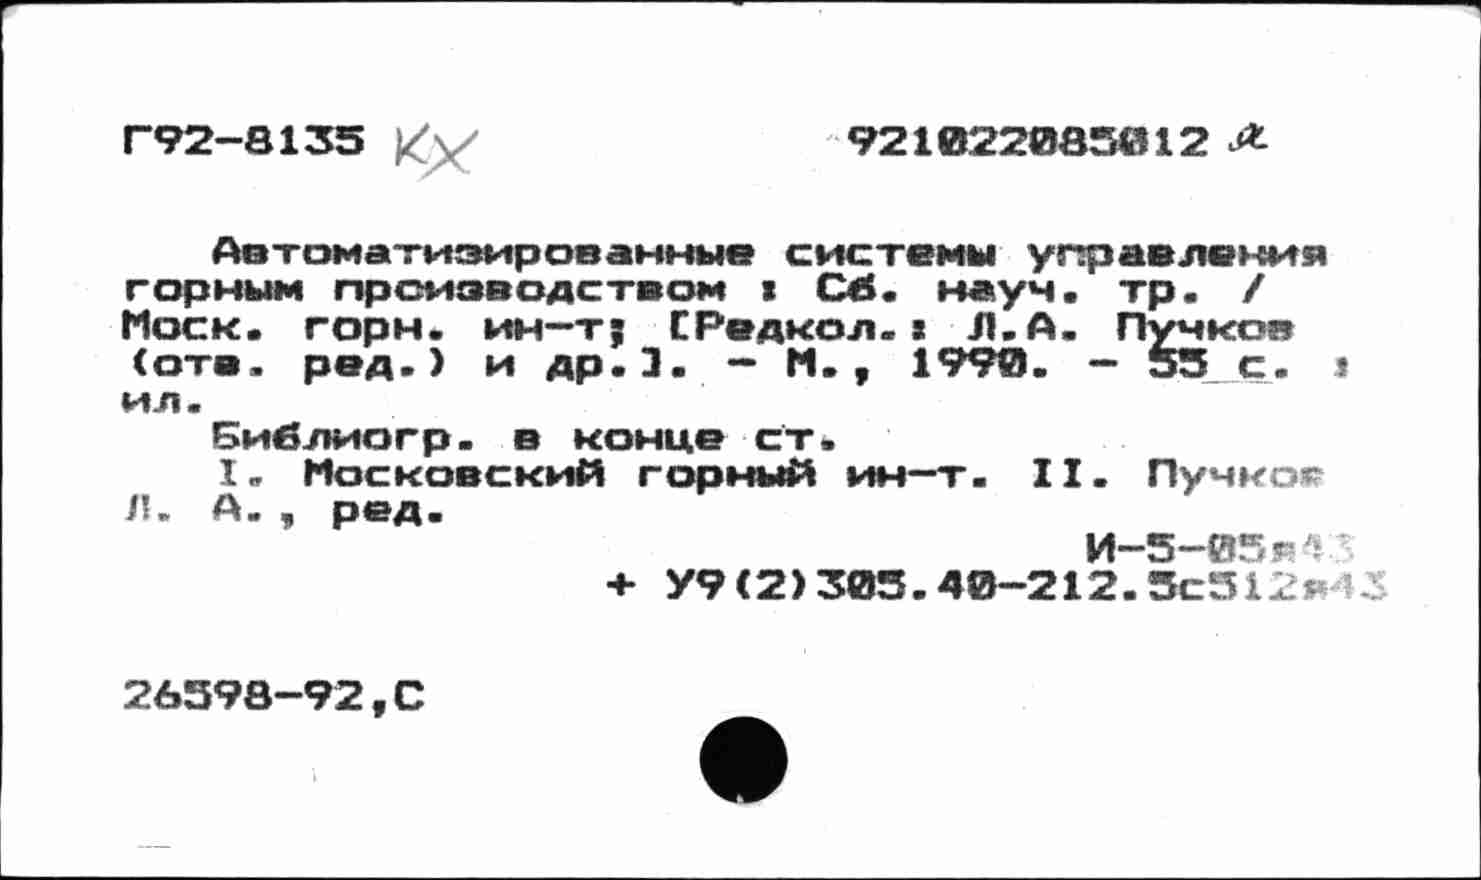 Г92-8135 КХ 921022085012
Автоматизированные системы управления
горным производством : Сб. науч. тр. /
Моск. горн. ин-т; [Редкол.: Л.А. Пучков
(отв. ред.) и др.]. - М., 1990. - 55 с. :
ил.
Библиогр. в конце ст.
I. Московский горный ин-т. II. Пучков
Л. А., ред.
И-5-05я43
+ У9(2)305.40-212.5с512я43
26598-92,С